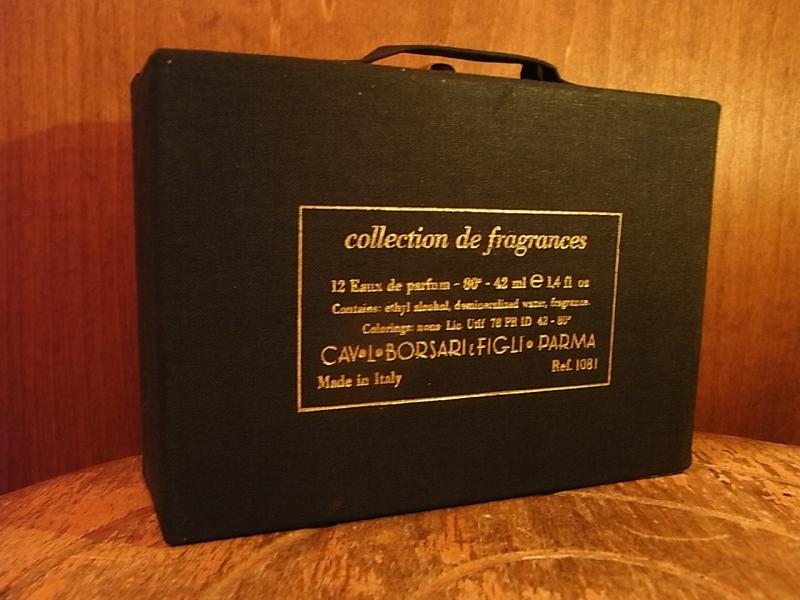 collection de fragrances
12 Eaux de parfum - 80° - 42 ml ℮ 1,4 fl oz
Contains: ethyl alcohol, demineralized water, fragrance.
Colorings: none Lic. Utif 78 PR ID 42 - 80°
CAV•L•BORSARI & FIGLI • PARMA
Made in Italy
Ref. 1081